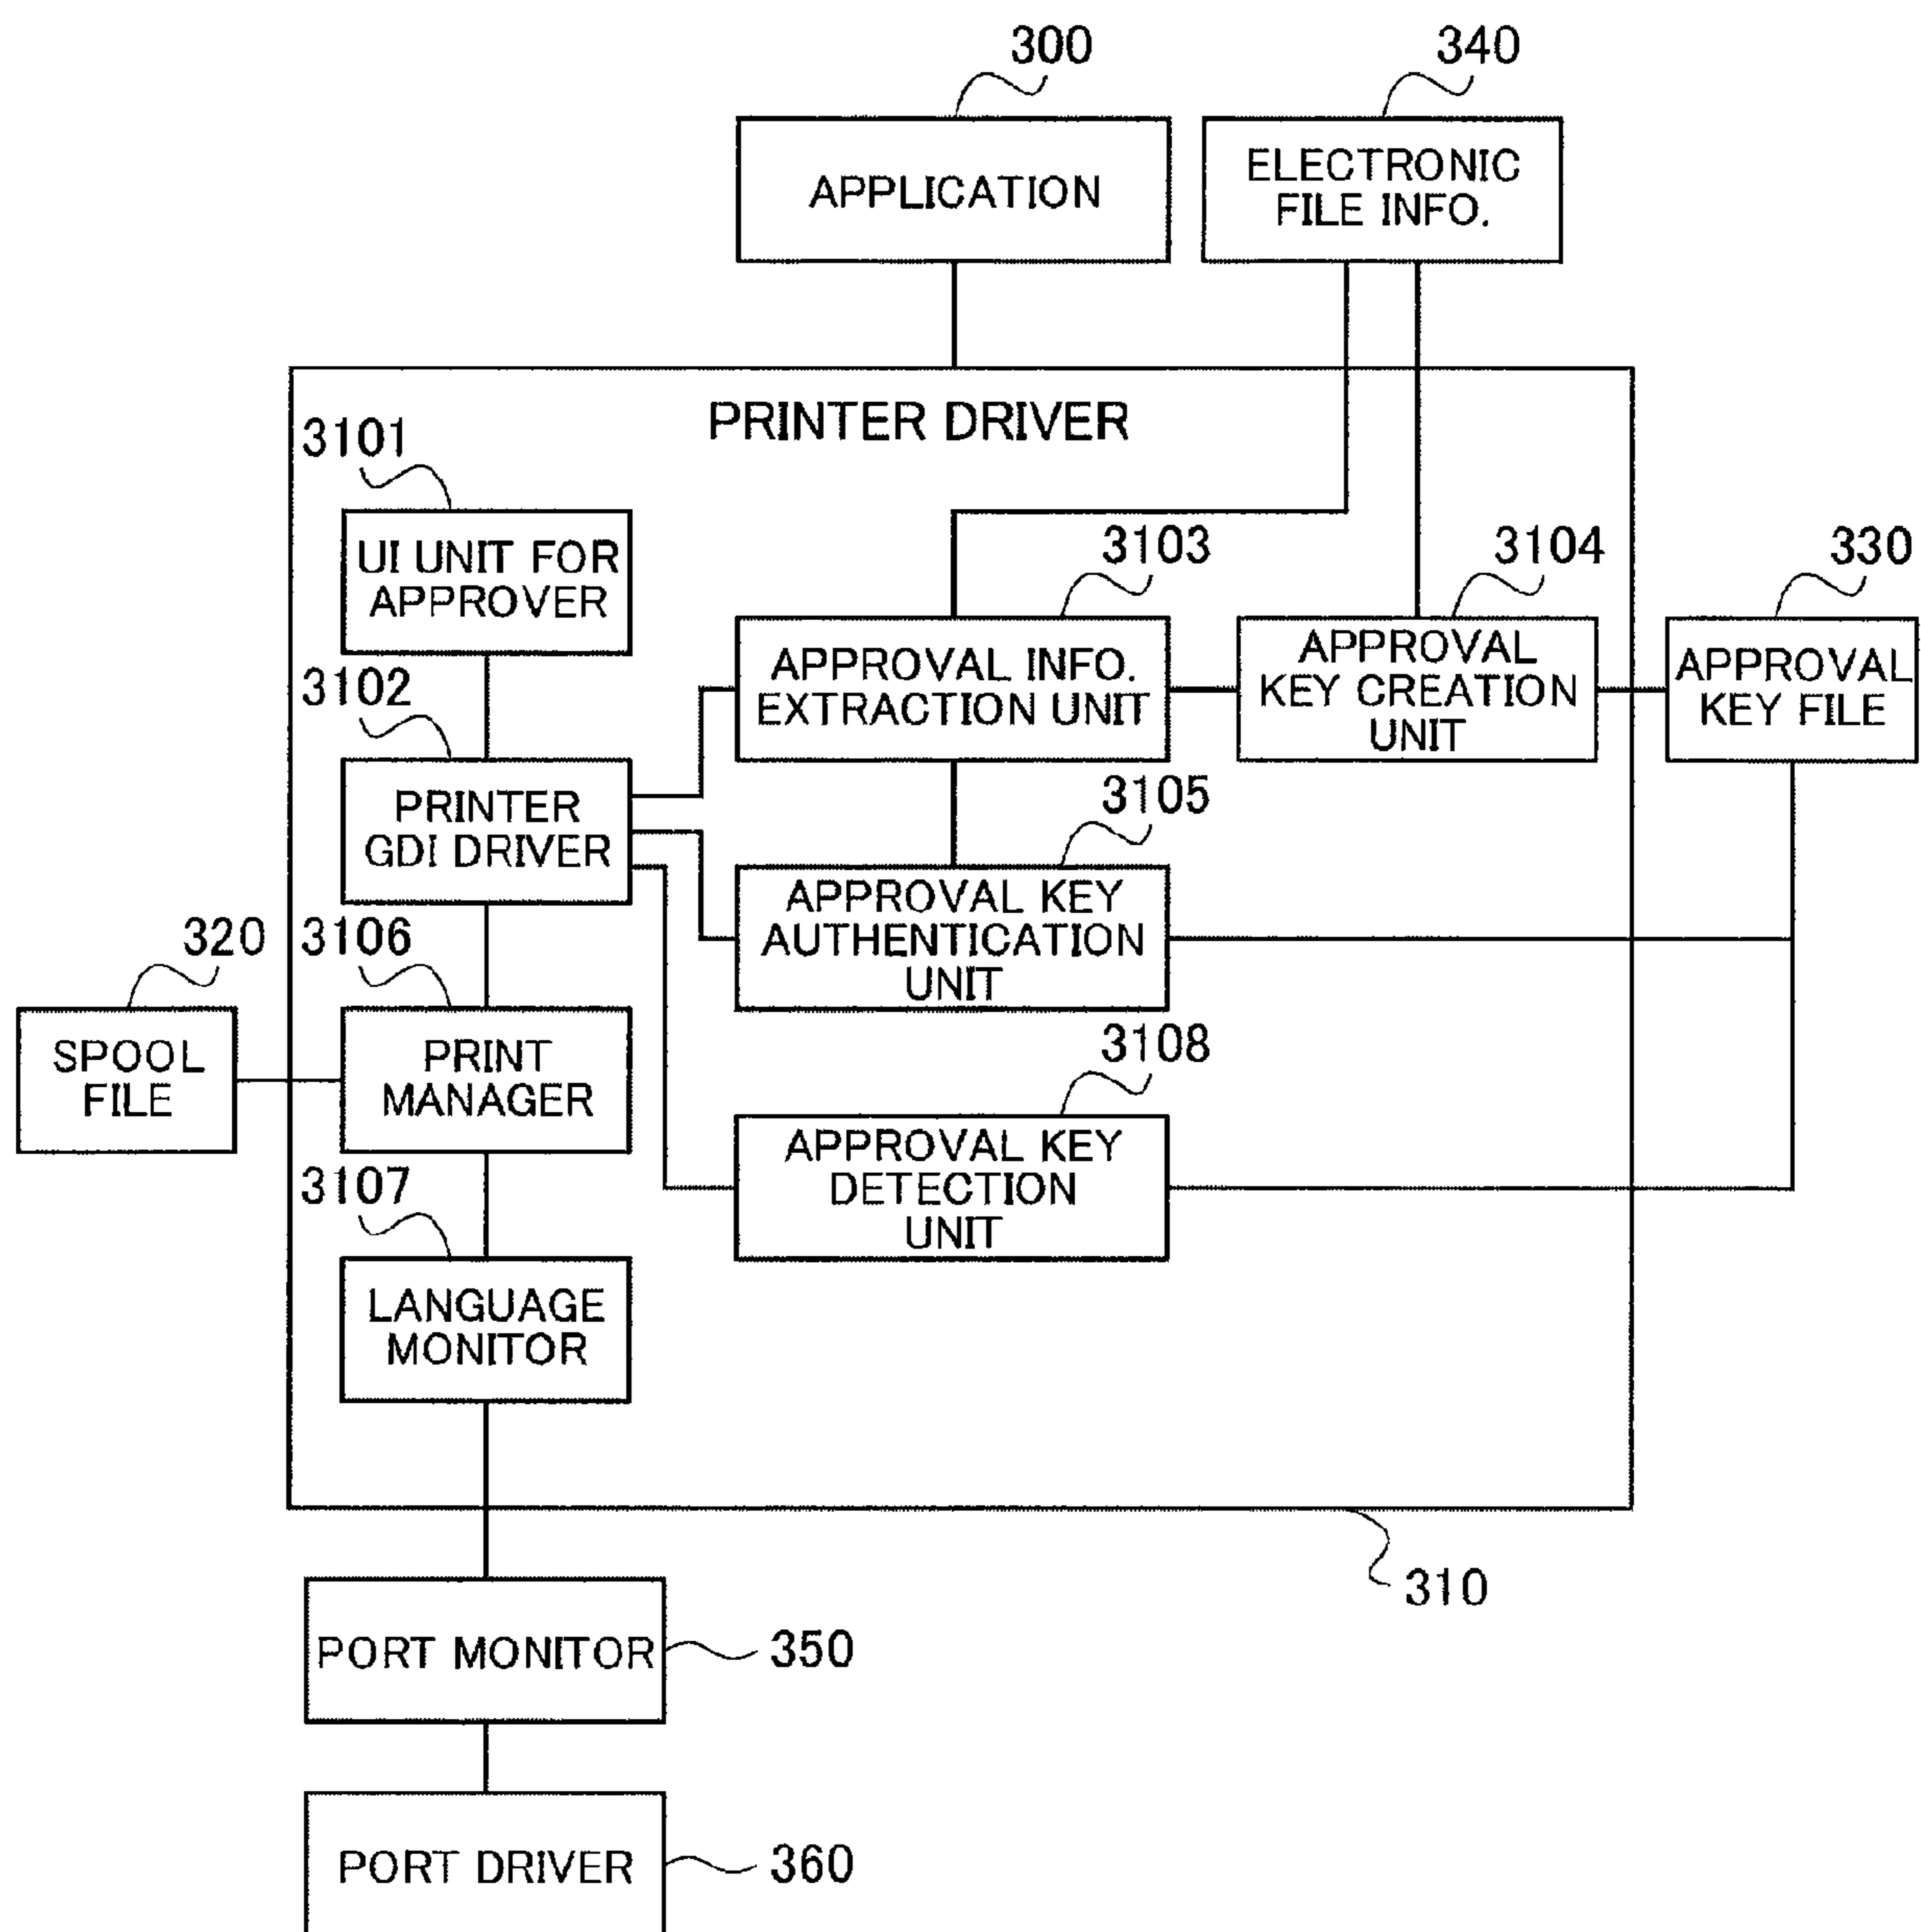 300
340
APPLICATION
ELECTRONIC
FILE INFO.
PRINTER DRIVER
3101
UI UNIT FOR
APPROVER
3103
3104
330
APPROVAL INFO.
EXTRACTION UNIT
APPROVAL
KEY CREATION
UNIT
APPROVAL
KEY FILE
3102
PRINTER
GDI DRIVER
3105
APPROVAL KEY
AUTHENTICATION
UNIT
320
3106
SPOOL
FILE
PRINT
MANAGER
3108
APPROVAL KEY
DETECTION
UNIT
3107
LANGUAGE
MONITOR
310
PORT MONITOR
350
PORT DRIVER
360